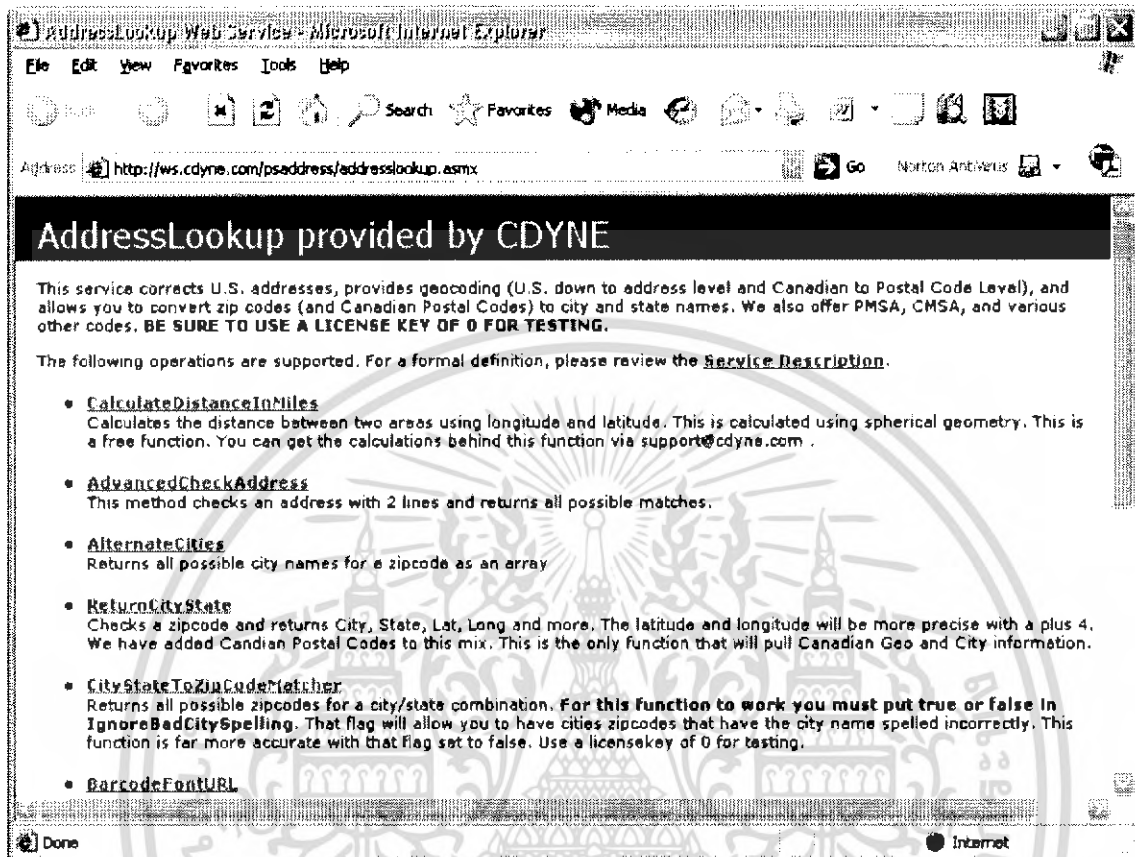 AddressLookup Web Service - Microsoft Internet Explorer
File Edit View Favorites Tools Help
Search Favorites Media
Address http://ws.cdyne.com/psaddress/addresslookup.asmx Go Norton AntiVirus
AddressLookup provided by CDYNE
This service corrects U.S. addresses, provides geocoding (U.S. down to address level and Canadian to Postal Code Level), and
allows you to convert zip codes (and Canadian Postal Codes) to city and state names. We also offer PMSA, CMSA, and various
other codes. BE SURE TO USE A LICENSE KEY OF 0 FOR TESTING.
The following operations are supported. For a formal definition, please review the Service Description.
• CalculateDistanceInMiles
Calculates the distance between two areas using longitude and latitude. This is calculated using spherical geometry. This is
a free function. You can get the calculations behind this function via support@cdyne.com .
• AdvancedCheckAddress
This method checks an address with 2 lines and returns all possible matches.
• AlternateCities
Returns all possible city names for a zipcode as an array
• ReturnCityState
Checks a zipcode and returns City, State, Lat, Long and more. The latitude and longitude will be more precise with a plus 4.
We have added Candian Postal Codes to this mix. This is the only function that will pull Canadian Geo and City information.
• CityStateToZipCodeMatcher
Returns all possible zipcodes for a city/state combination. For this function to work you must put true or false in
IgnoreBadCitySpelling. That flag will allow you to have cities zipcodes that have the city name spelled incorrectly. This
function is far more accurate with that flag set to false. Use a licensekey of 0 for testing.
• BarcodeFontURL
Done Internet